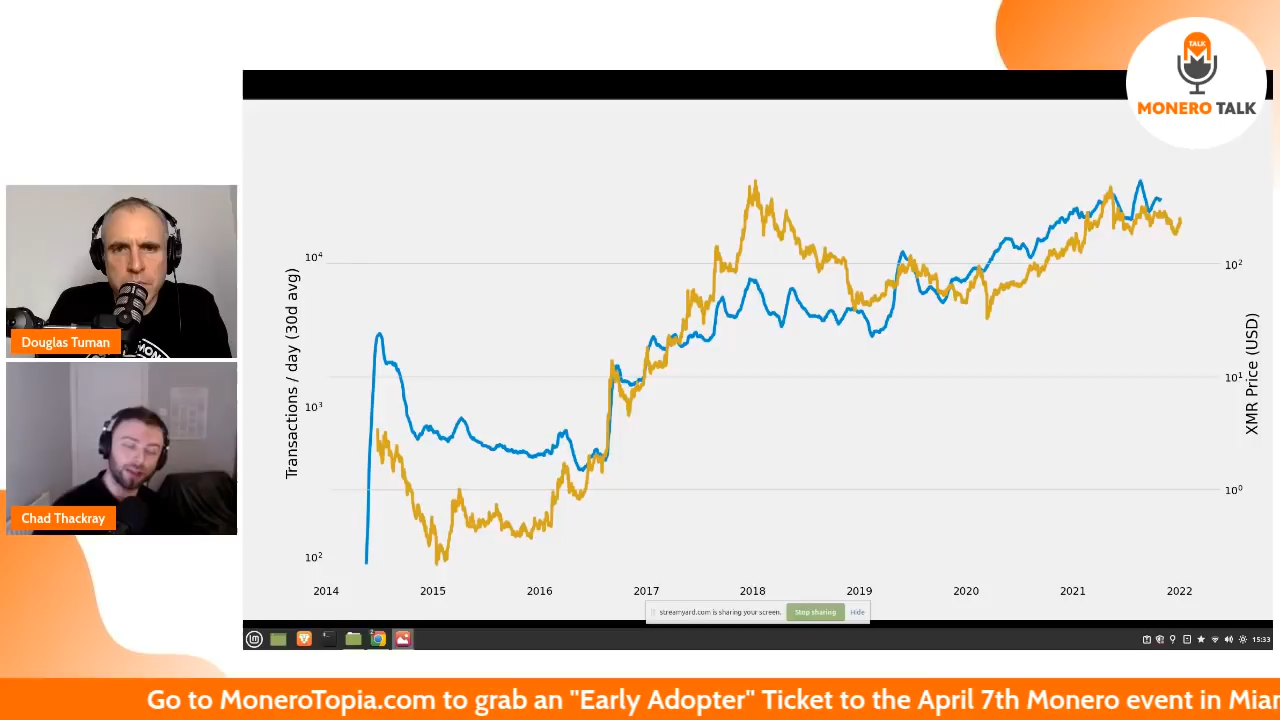 TALK
MONERO TALK
Transactions / day (30d avg)
10⁴
10³
10²
10²
10¹
10⁰
XMR Price (USD)
2014 2015 2016 2017 2018 2019 2020 2021 2022
Douglas Tuman
Chad Thackray
streamyard.com is sharing your screen. Stop sharing Hide
15:33
Go to MoneroTopia.com to grab an "Early Adopter" Ticket to the April 7th Monero event in Miar